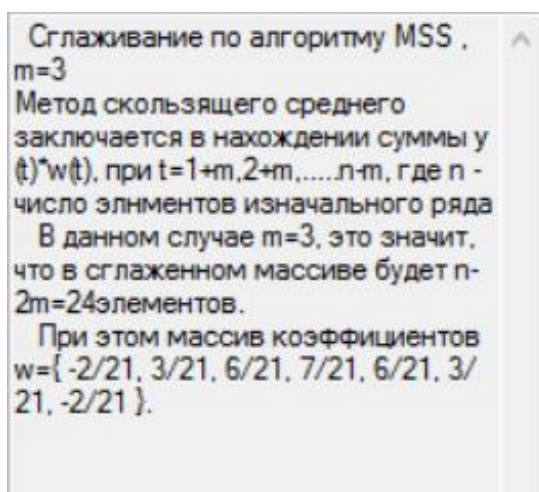 Сглаживание по алгоритму MSS ,
m=3
Метод скользящего среднего
заключается в нахождении суммы y
(t)*w(t), при t=1+m,2+m,.....n-m, где n -
число элнментов изначального ряда
В данном случае m=3, это значит,
что в сглаженном массиве будет n-
2m=24элементов.
При этом массив коэффициентов
w={ -2/21, 3/21, 6/21, 7/21, 6/21, 3/
21, -2/21 }.